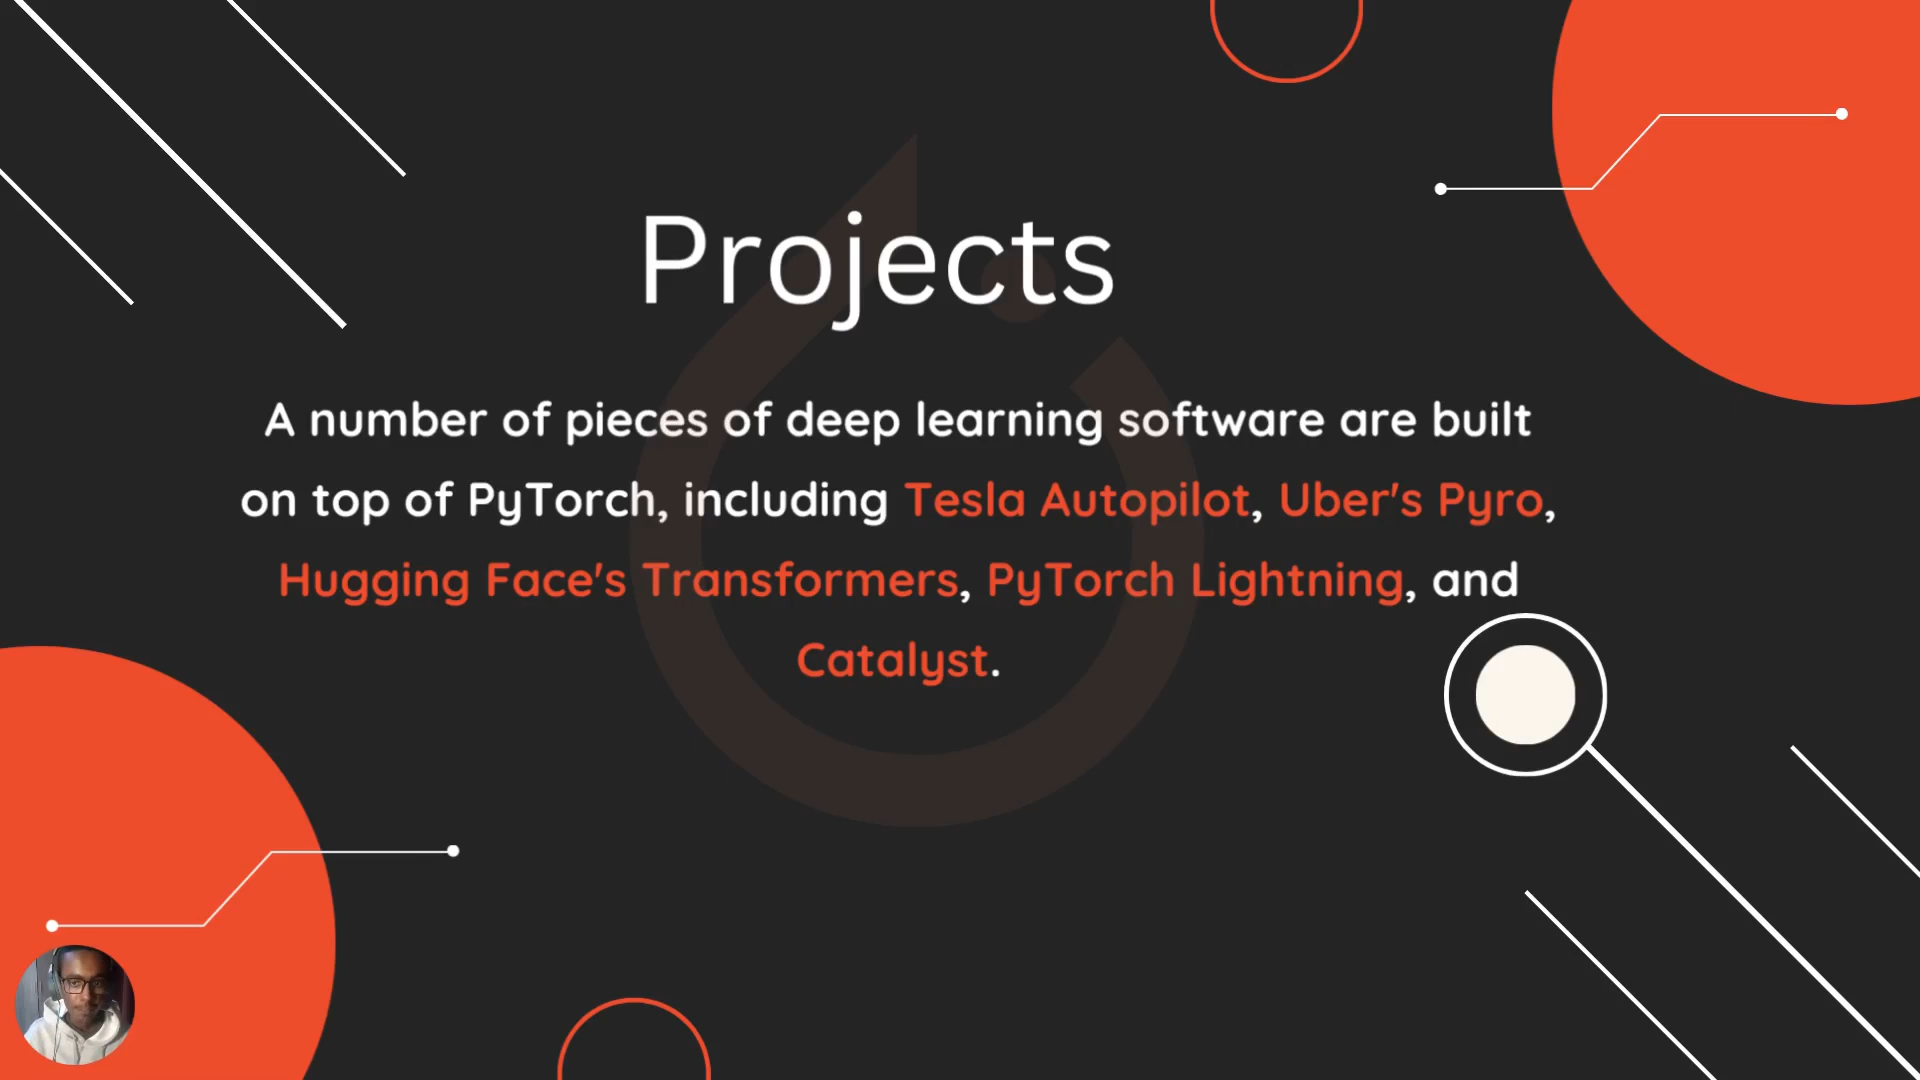 Projects
A number of pieces of deep learning software are built
on top of PyTorch, including Tesla Autopilot, Uber's Pyro,
Hugging Face's Transformers, PyTorch Lightning, and
Catalyst.